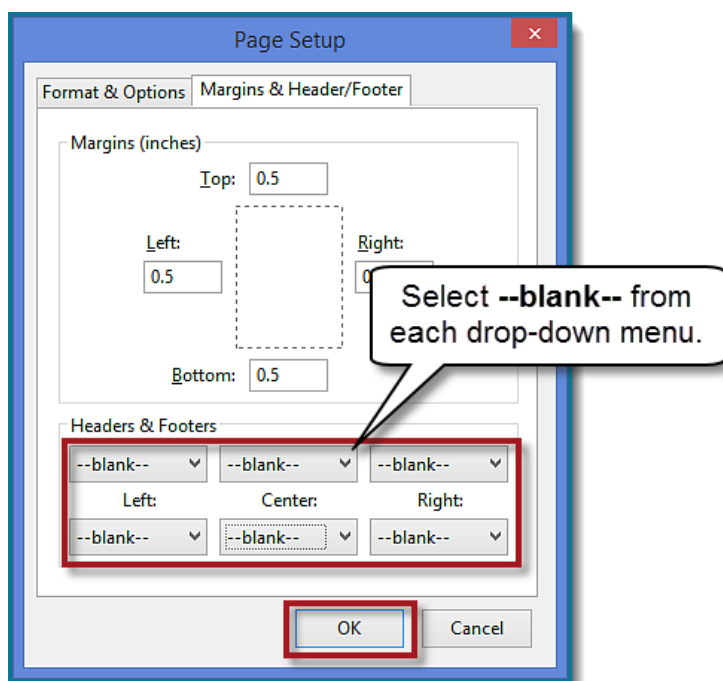 Page Setup
Format & Options
Margins & Header/Footer
Margins (inches)
Top: 0.5
Left:
Right:
0.5
Select --blank-- from
each drop-down menu.
Bottom: 0.5
Headers & Footers
--blank-- --blank-- --blank--
Left: Center: Right:
--blank-- --blank-- --blank--
OK Cancel